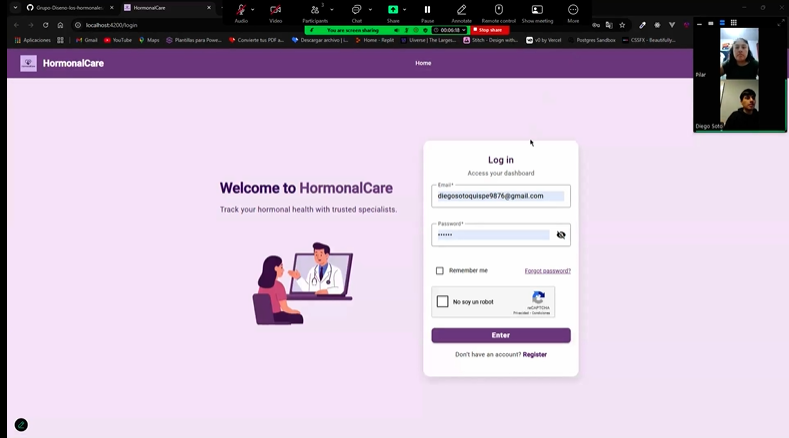 Grupo-Diseno-los-hormonales
HormonalCare
Audio
Video
Participants
2
Chat
Share
Pause
Annotate
Remote control
Show meeting
More
localhost:4200/login
You are screen sharing
00:06:18
Stop share
Aplicaciones
Gmail
YouTube
Maps
Plantillas para Powe...
Convierte tus PDF a...
Descargar archivo | i...
Home - Replit
Stitch - Design with...
v0 by Vercel
Postgres Sandbox
CSSFX - Beautifully...
HormonalCare
Home
Pilar
Diego Soto
Log in
Access your dashboard
Email*
diegosotoquispe9876@gmail.com
Welcome to HormonalCare
Track your hormonal health with trusted specialists.
Password*
••••••
Remember me
Forgot password?
No soy un robot
reCAPTCHA
Privacidad - Condiciones
Enter
Don't have an account? Register